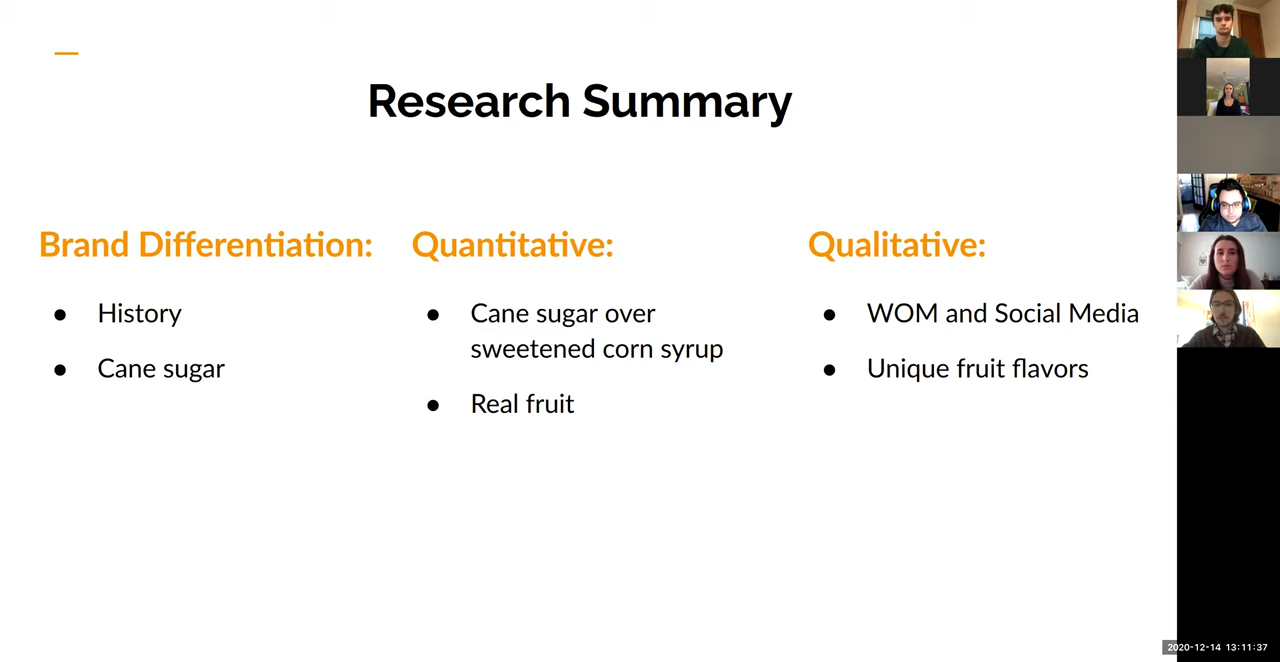 Research Summary
Brand Differentiation:
● History
● Cane sugar
Quantitative:
● Cane sugar over
sweetened corn syrup
● Real fruit
Qualitative:
● WOM and Social Media
● Unique fruit flavors
2020-12-14 13:11:37